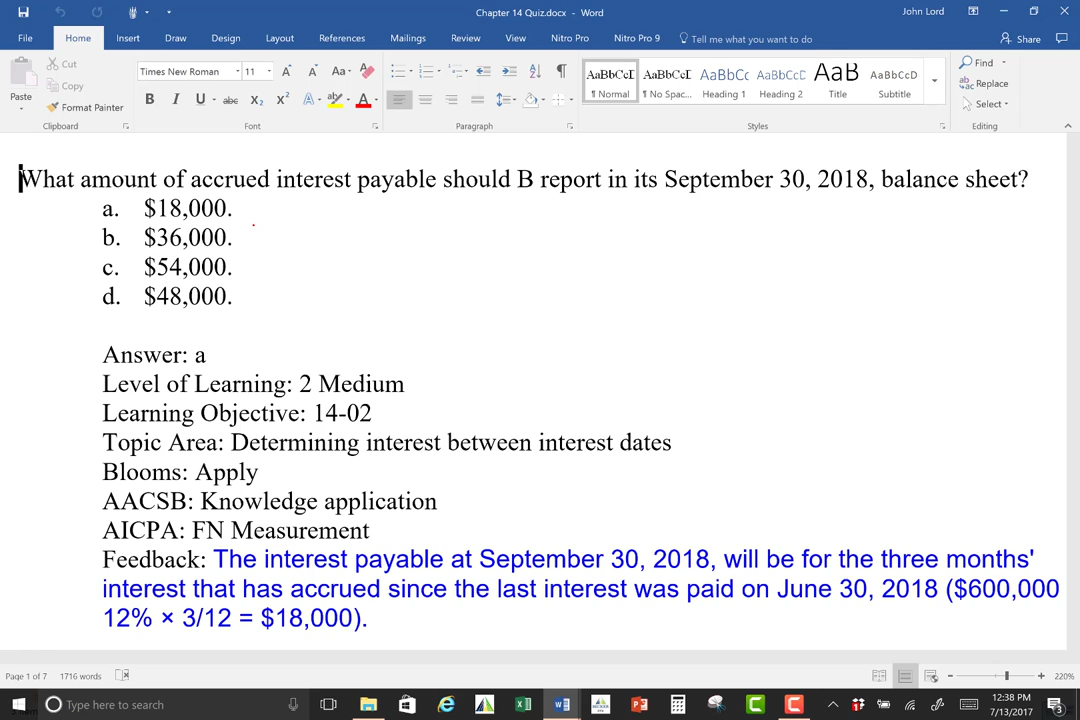 Chapter 14 Quiz.docx - Word
John Lord
File Home Insert Draw Design Layout References Mailings Review View Nitro Pro Nitro Pro 9 Tell me what you want to do Share
Paste Cut Copy Format Painter
Times New Roman 11
AaBbCcI AaBbCcI AaBbCc AaBbCcD AaB AaBbCcD
¶ Normal ¶ No Spac... Heading 1 Heading 2 Title Subtitle
Find Replace Select
Clipboard Font Paragraph Styles Editing
What amount of accrued interest payable should B report in its September 30, 2018, balance sheet?
a. $18,000.
b. $36,000.
c. $54,000.
d. $48,000.
Answer: a
Level of Learning: 2 Medium
Learning Objective: 14-02
Topic Area: Determining interest between interest dates
Blooms: Apply
AACSB: Knowledge application
AICPA: FN Measurement
Feedback: The interest payable at September 30, 2018, will be for the three months'
interest that has accrued since the last interest was paid on June 30, 2018 ($600,000
12% × 3/12 = $18,000).
Page 1 of 7 1716 words 220%
Type here to search
12:38 PM
7/13/2017